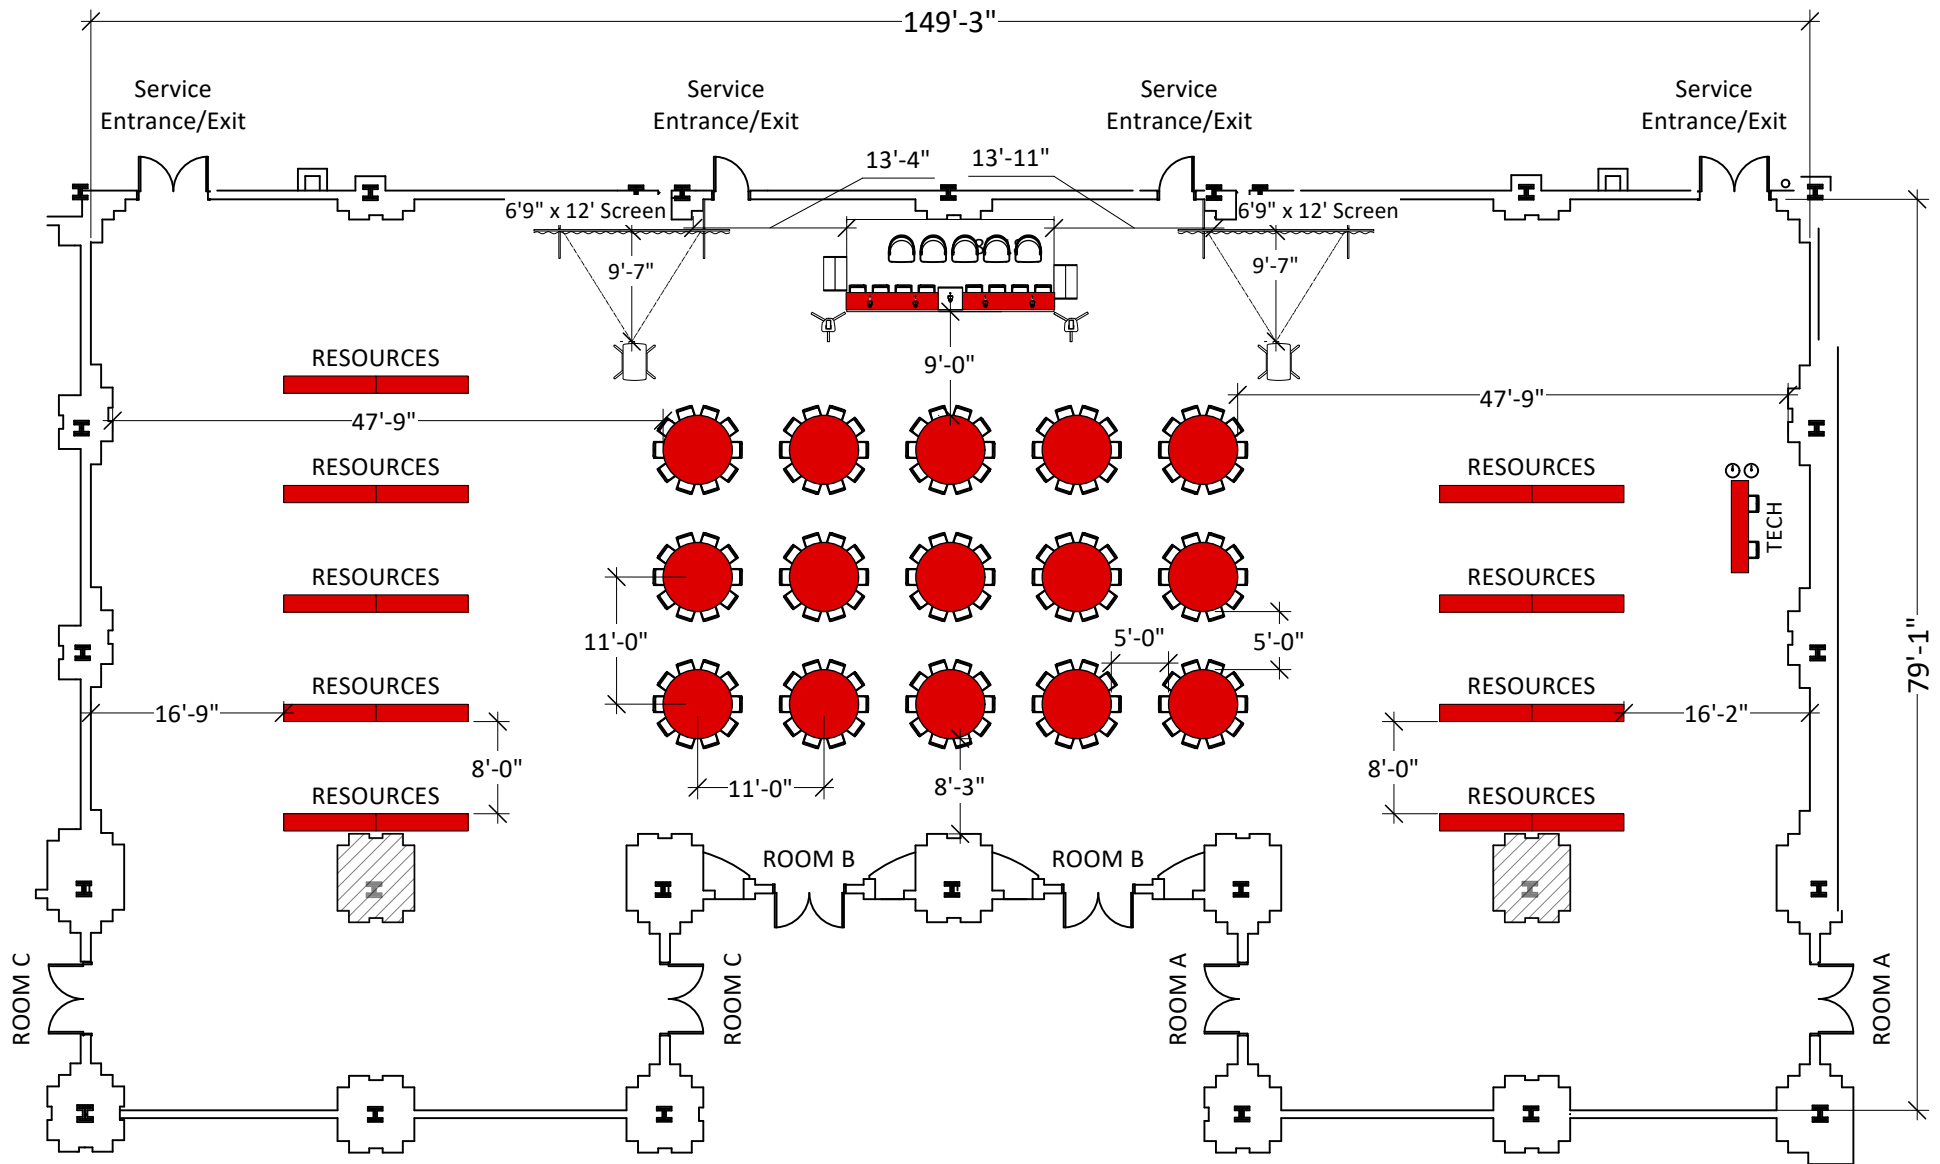 149'-3"
Service
Entrance/Exit
Service
Entrance/Exit
Service
Entrance/Exit
Service
Entrance/Exit
13'-4"
13'-11"
6'9" x 12' Screen
6'9" x 12' Screen
9'-7"
9'-7"
9'-0"
RESOURCES
47'-9"
47'-9"
RESOURCES
RESOURCES
TECH
RESOURCES
RESOURCES
11'-0"
5'-0"
5'-0"
79'-1"
RESOURCES
RESOURCES
16'-9"
16'-2"
8'-0"
11'-0"
8'-3"
8'-0"
RESOURCES
RESOURCES
ROOM B
ROOM B
ROOM C
ROOM C
ROOM A
ROOM A